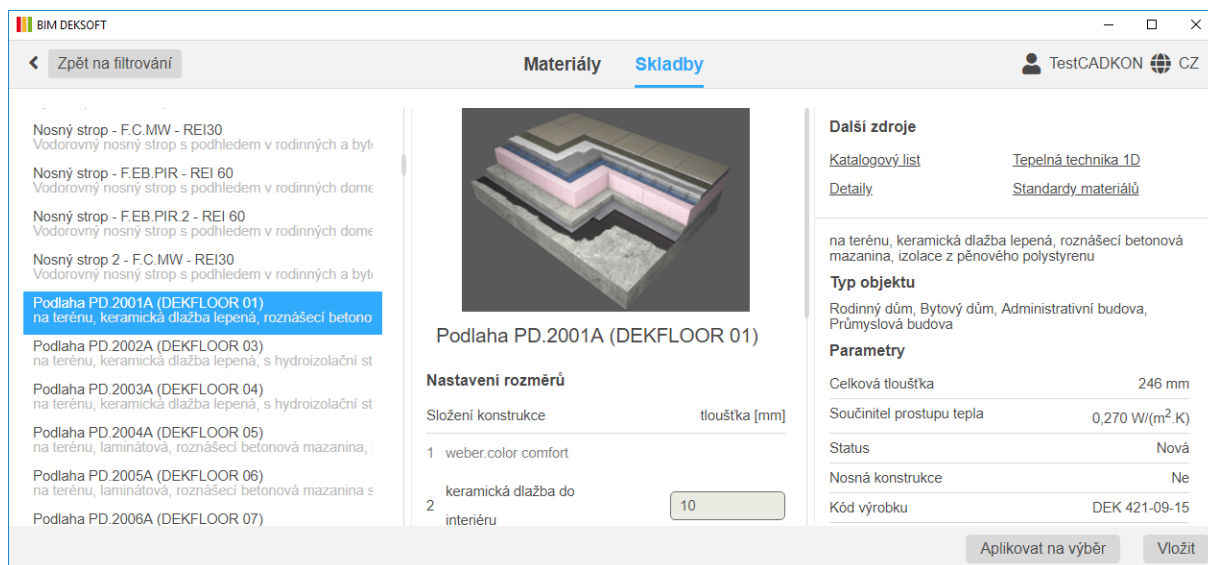 BIM DEKSOFT
Zpět na filtrování
Materiály
Skladby
TestCADKON
CZ
Nosný strop - F.C.MW - REI30
Vodorovný nosný strop s podhledem v rodinných a byt
Nosný strop - F.EB.PIR - REI 60
Vodorovný nosný strop s podhledem v rodinných dome
Nosný strop - F.EB.PIR.2 - REI 60
Vodorovný nosný strop s podhledem v rodinných dome
Nosný strop 2 - F.C.MW - REI30
Vodorovný nosný strop s podhledem v rodinných a byt
Podlaha PD.2001A (DEKFLOOR 01)
na terénu, keramická dlažba lepená, roznášecí betono
Podlaha PD.2002A (DEKFLOOR 03)
na terénu, keramická dlažba lepená, s hydroizolační st
Podlaha PD.2003A (DEKFLOOR 04)
na terénu, keramická dlažba lepená, s hydroizolační st
Podlaha PD.2004A (DEKFLOOR 05)
na terénu, laminátová, roznášecí betonová mazanina,
Podlaha PD.2005A (DEKFLOOR 06)
na terénu, laminátová, roznášecí betonová mazanina s
Podlaha PD.2006A (DEKFLOOR 07)
Podlaha PD.2001A (DEKFLOOR 01)
Nastavení rozměrů
Složení konstrukce tloušťka [mm]
1 weber.color comfort
2 keramická dlažba do
interiéru 10
Další zdroje
Katalogový list Tepelná technika 1D
Detaily Standardy materiálů
na terénu, keramická dlažba lepená, roznášecí betonová
mazanina, izolace z pěnového polystyrenu
Typ objektu
Rodinný dům, Bytový dům, Administrativní budova,
Průmyslová budova
Parametry
Celková tloušťka 246 mm
Součinitel prostupu tepla 0,270 W/(m².K)
Status Nová
Nosná konstrukce Ne
Kód výrobku DEK 421-09-15
Aplikovat na výběr
Vložit